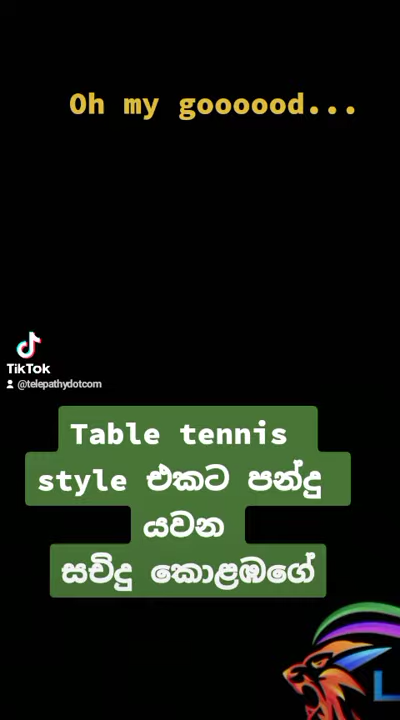 Oh my goooood...
TikTok
@telepathydotcom
Table tennis
style එකට පන්දු
යවන
සචිදු කොළඹගේ
L